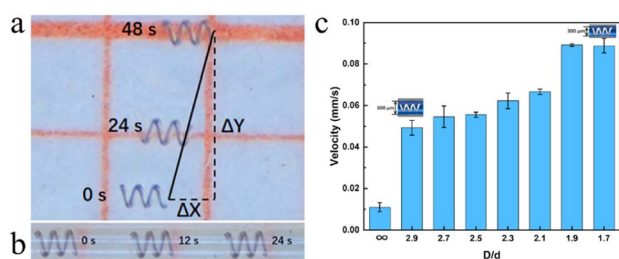 a
48 s
24 s
0 s
ΔY
ΔX
b
0 s
12 s
24 s
c
Velocity (mm/s)
0.10
0.08
0.06
0.04
0.02
0.00
600 μm
300 μm
∞
2.9
2.7
2.5
2.3
2.1
1.9
1.7
D/d